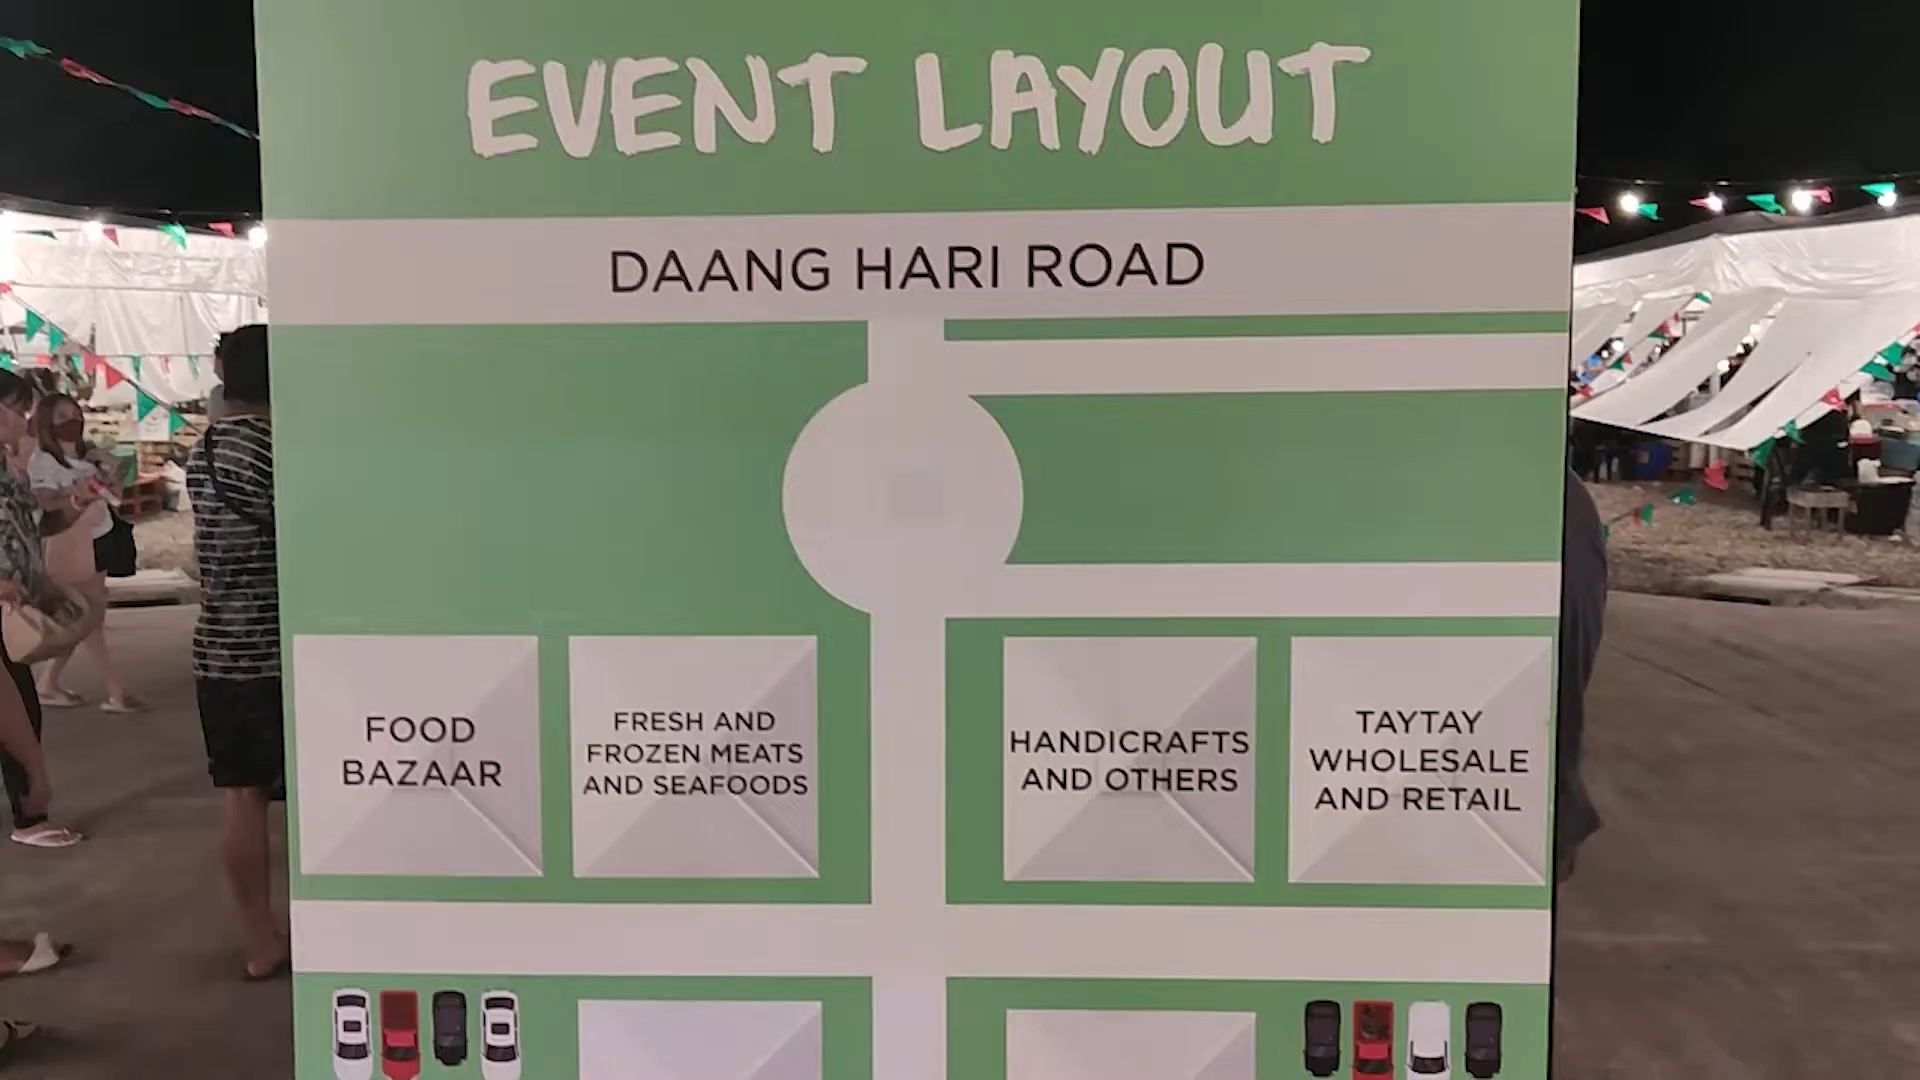 EVENT LAYOUT
DAANG HARI ROAD
FOOD
BAZAAR
FRESH AND
FROZEN MEATS
AND SEAFOODS
HANDICRAFTS
AND OTHERS
TAYTAY
WHOLESALE
AND RETAIL